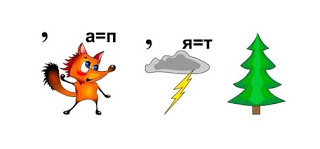 , а=п , я=т